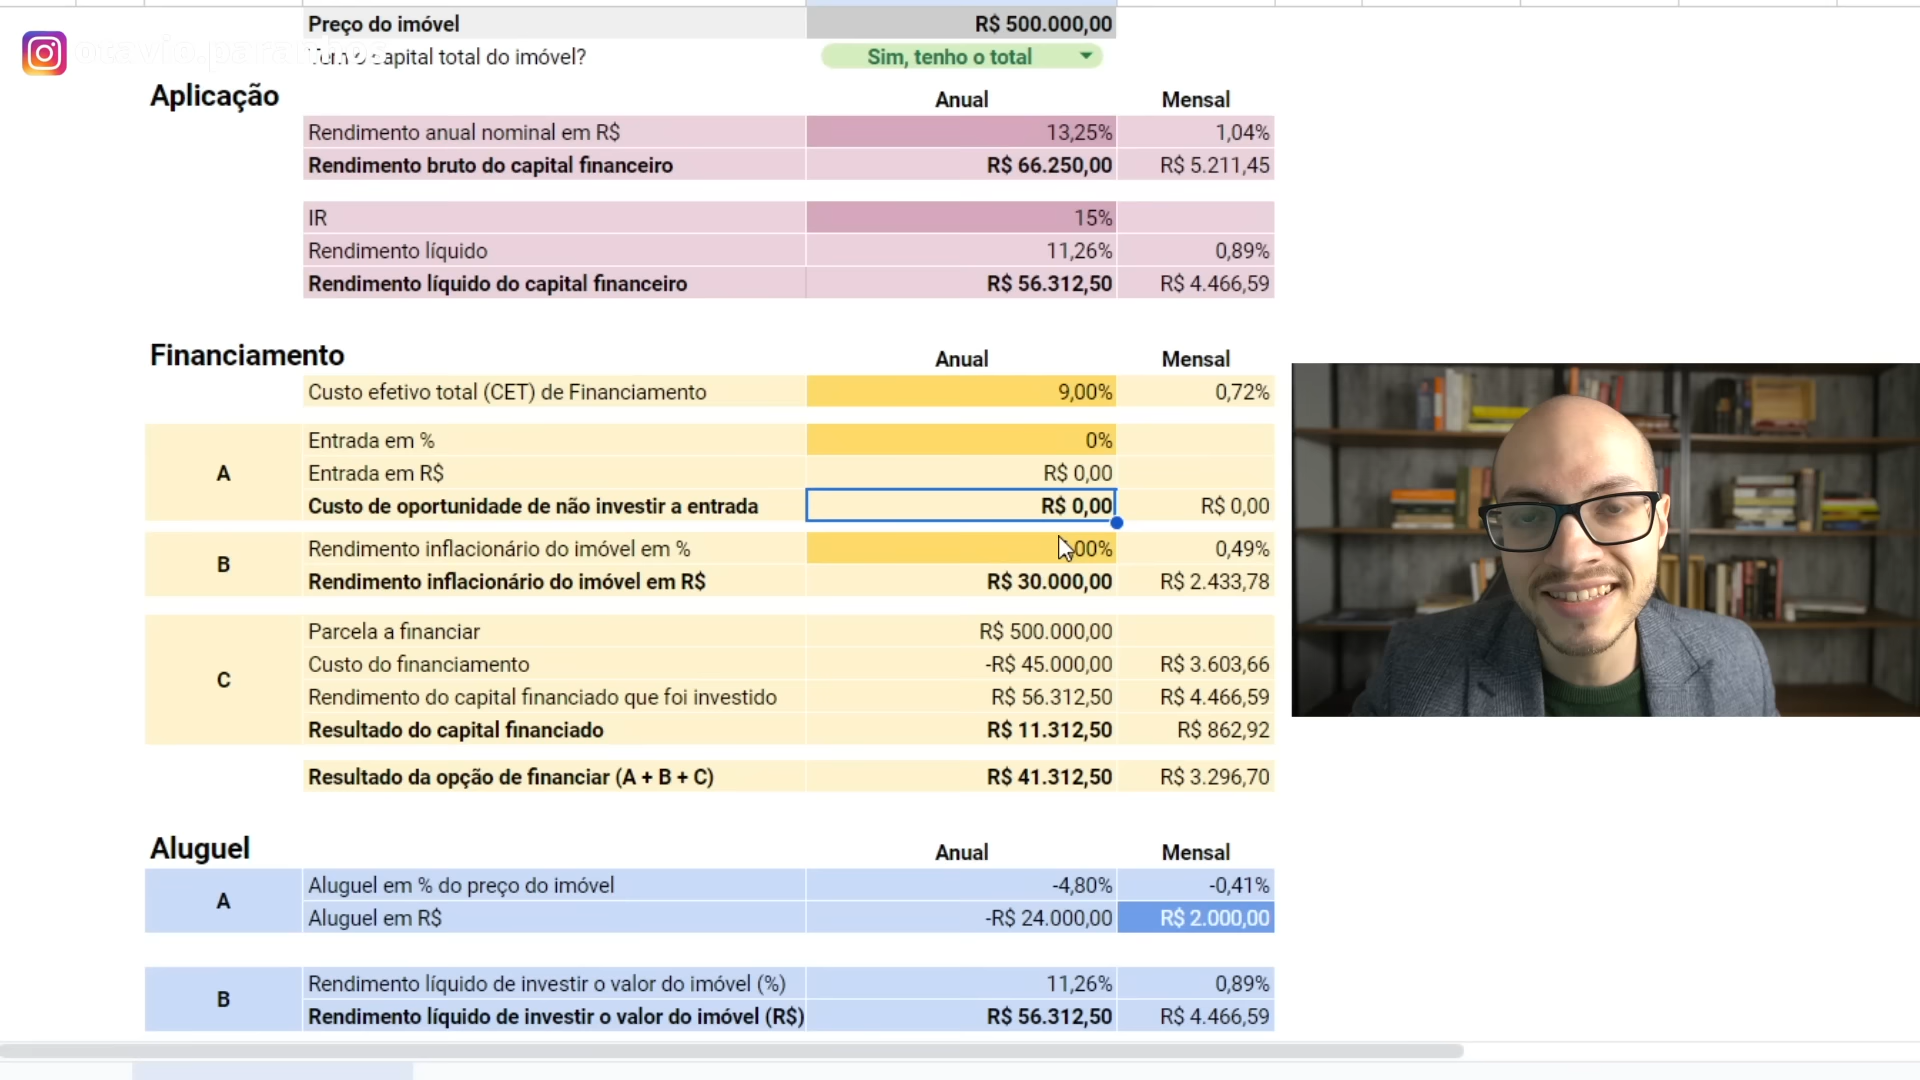 Preço do imóvel R$ 500.000,00
capital total do imóvel? Sim, tenho o total
Aplicação Anual Mensal
Rendimento anual nominal em R$ 13,25% 1,04%
Rendimento bruto do capital financeiro R$ 66.250,00 R$ 5.211,45
IR 15%
Rendimento líquido 11,26% 0,89%
Rendimento líquido do capital financeiro R$ 56.312,50 R$ 4.466,59
Financiamento Anual Mensal
Custo efetivo total (CET) de Financiamento 9,00% 0,72%
A
Entrada em % 0%
Entrada em R$ R$ 0,00
Custo de oportunidade de não investir a entrada R$ 0,00 R$ 0,00
B
Rendimento inflacionário do imóvel em % 0,49%
Rendimento inflacionário do imóvel em R$ R$ 30.000,00 R$ 2.433,78
C
Parcela a financiar R$ 500.000,00
Custo do financiamento -R$ 45.000,00 R$ 3.603,66
Rendimento do capital financiado que foi investido R$ 56.312,50 R$ 4.466,59
Resultado do capital financiado R$ 11.312,50 R$ 862,92
Resultado da opção de financiar (A + B + C) R$ 41.312,50 R$ 3.296,70
Aluguel Anual Mensal
A
Aluguel em % do preço do imóvel -4,80% -0,41%
Aluguel em R$ -R$ 24.000,00 R$ 2.000,00
B
Rendimento líquido de investir o valor do imóvel (%) 11,26% 0,89%
Rendimento líquido de investir o valor do imóvel (R$) R$ 56.312,50 R$ 4.466,59